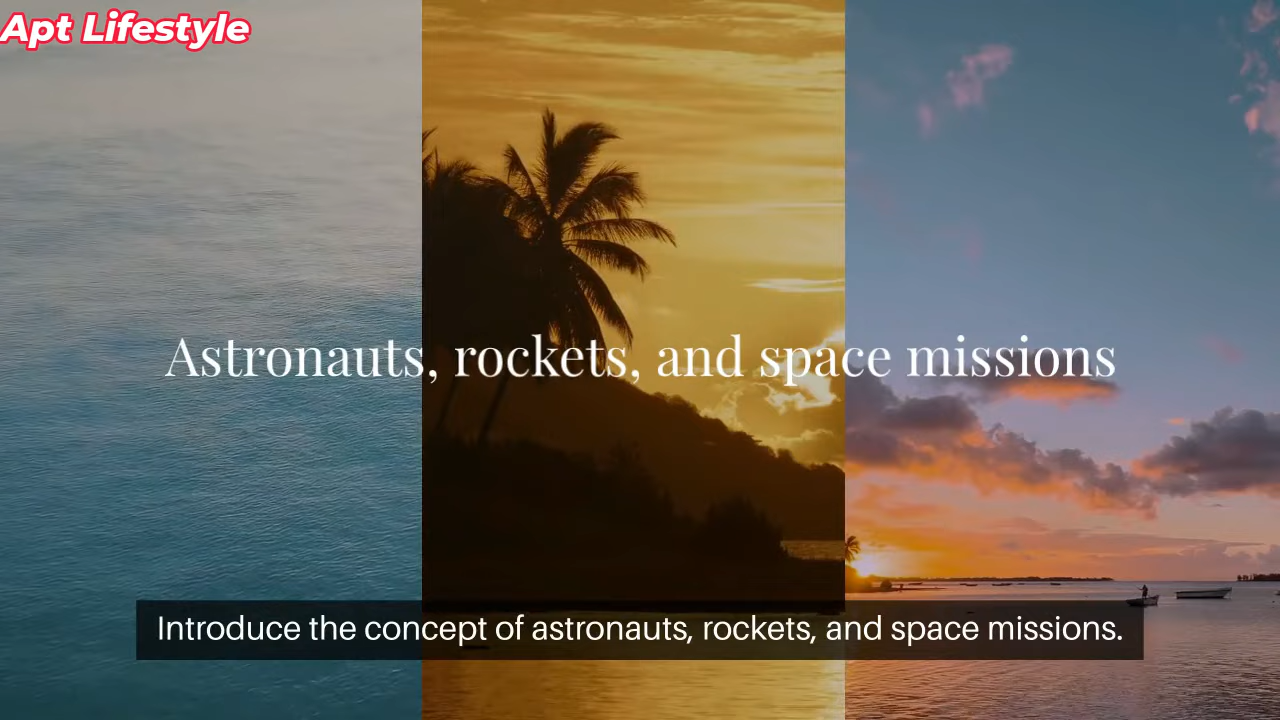 Apt Lifestyle
Astronauts, rockets, and space missions
Introduce the concept of astronauts, rockets, and space missions.